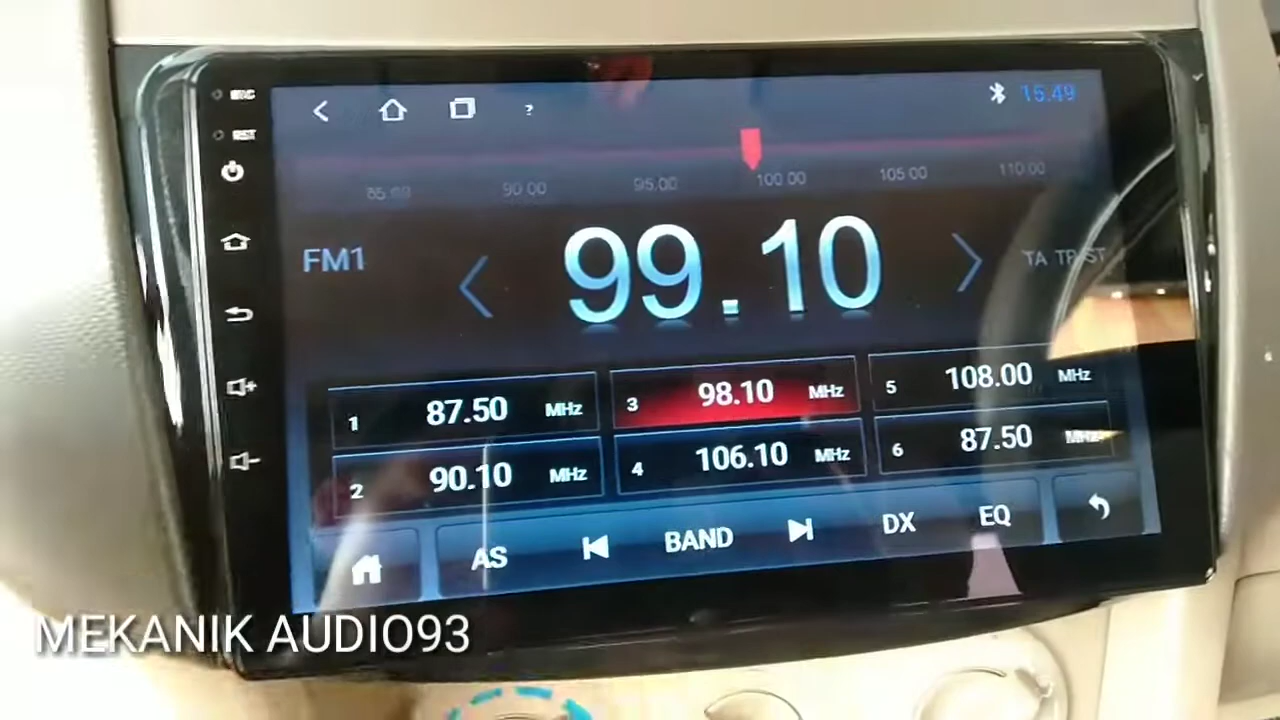 MIC
RST
?
15:49
85.00 90.00 95.00 100.00 105.00 110.00
FM1
99.10
TA TP ST
1 87.50 MHz
3 98.10 MHz
5 108.00 MHz
2 90.10 MHz
4 106.10 MHz
6 87.50 MHz
AS BAND DX EQ
MEKANIK AUDIO93